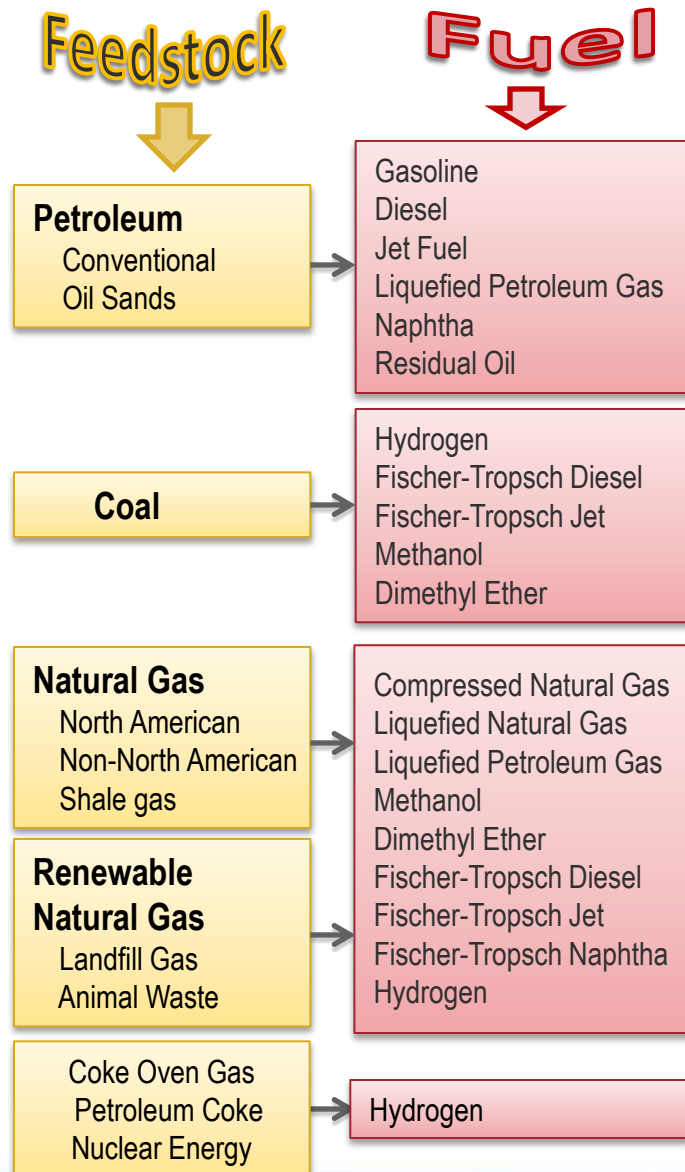 Feedstock
Fuel
Petroleum
Conventional
Oil Sands
Gasoline
Diesel
Jet Fuel
Liquefied Petroleum Gas
Naphtha
Residual Oil
Coal
Hydrogen
Fischer-Tropsch Diesel
Fischer-Tropsch Jet
Methanol
Dimethyl Ether
Natural Gas
North American
Non-North American
Shale gas
Renewable
Natural Gas
Landfill Gas
Animal Waste
Compressed Natural Gas
Liquefied Natural Gas
Liquefied Petroleum Gas
Methanol
Dimethyl Ether
Fischer-Tropsch Diesel
Fischer-Tropsch Jet
Fischer-Tropsch Naphtha
Hydrogen
Coke Oven Gas
Petroleum Coke
Nuclear Energy
Hydrogen